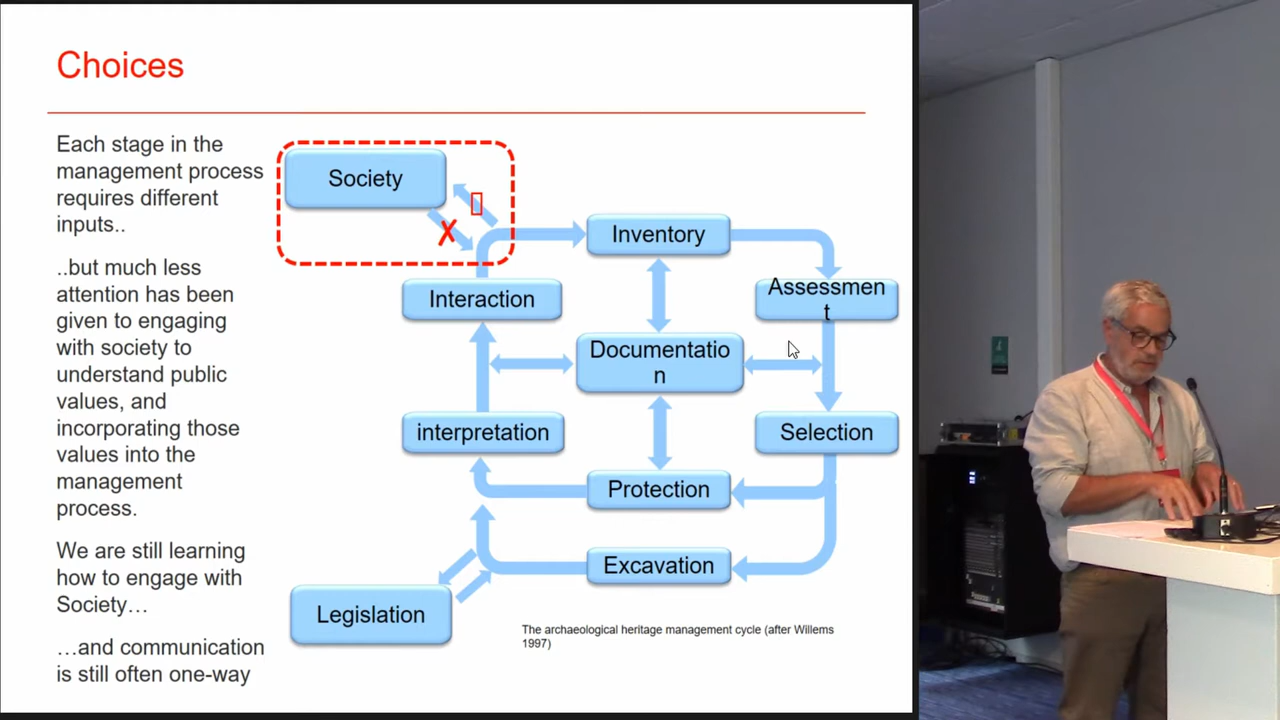 Choices
Each stage in the
management process
requires different
inputs..
..but much less
attention has been
given to engaging
with society to
understand public
values, and
incorporating those
values into the
management
process.
We are still learning
how to engage with
Society…
…and communication
is still often one-way
Society
X
Inventory
Assessmen
t
Interaction
Documentatio
n
interpretation
Selection
Protection
Excavation
Legislation
The archaeological heritage management cycle (after Willems
1997)